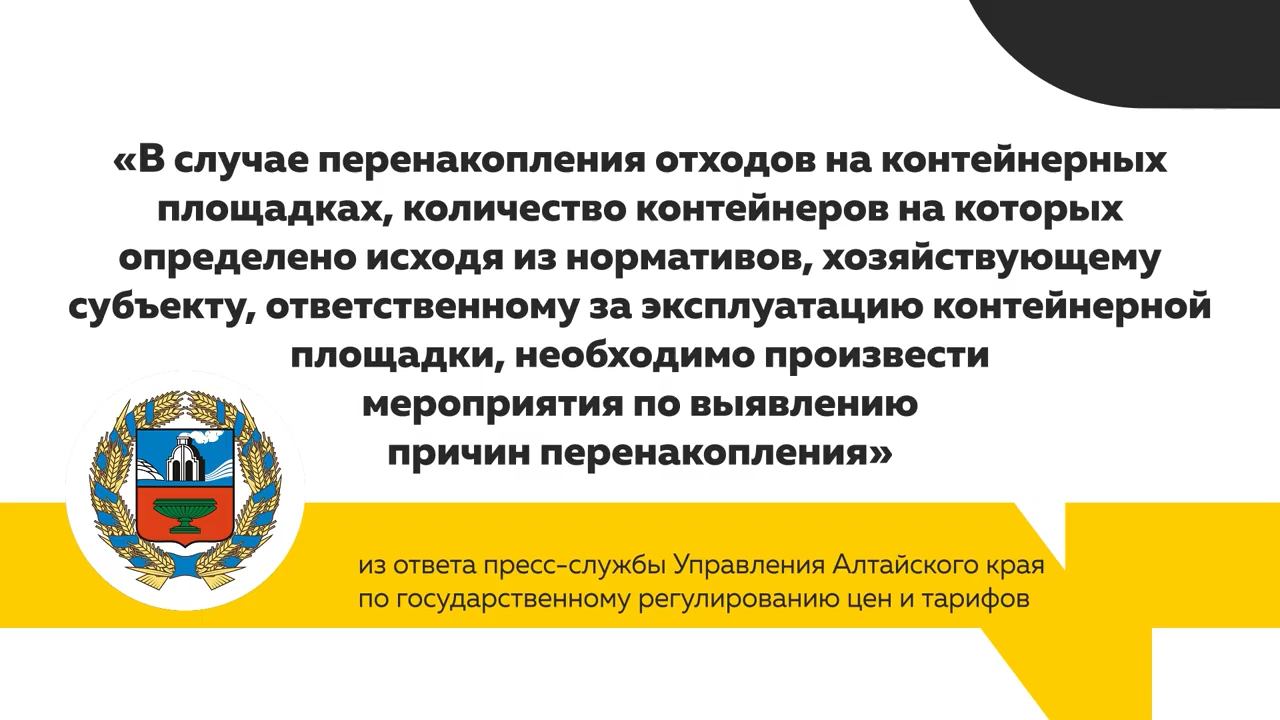 «В случае перенакопления отходов на контейнерных
площадках, количество контейнеров на которых
определено исходя из нормативов, хозяйствующему
субъекту, ответственному за эксплуатацию контейнерной
площадки, необходимо произвести
мероприятия по выявлению
причин перенакопления»
из ответа пресс-службы Управления Алтайского края
по государственному регулированию цен и тарифов